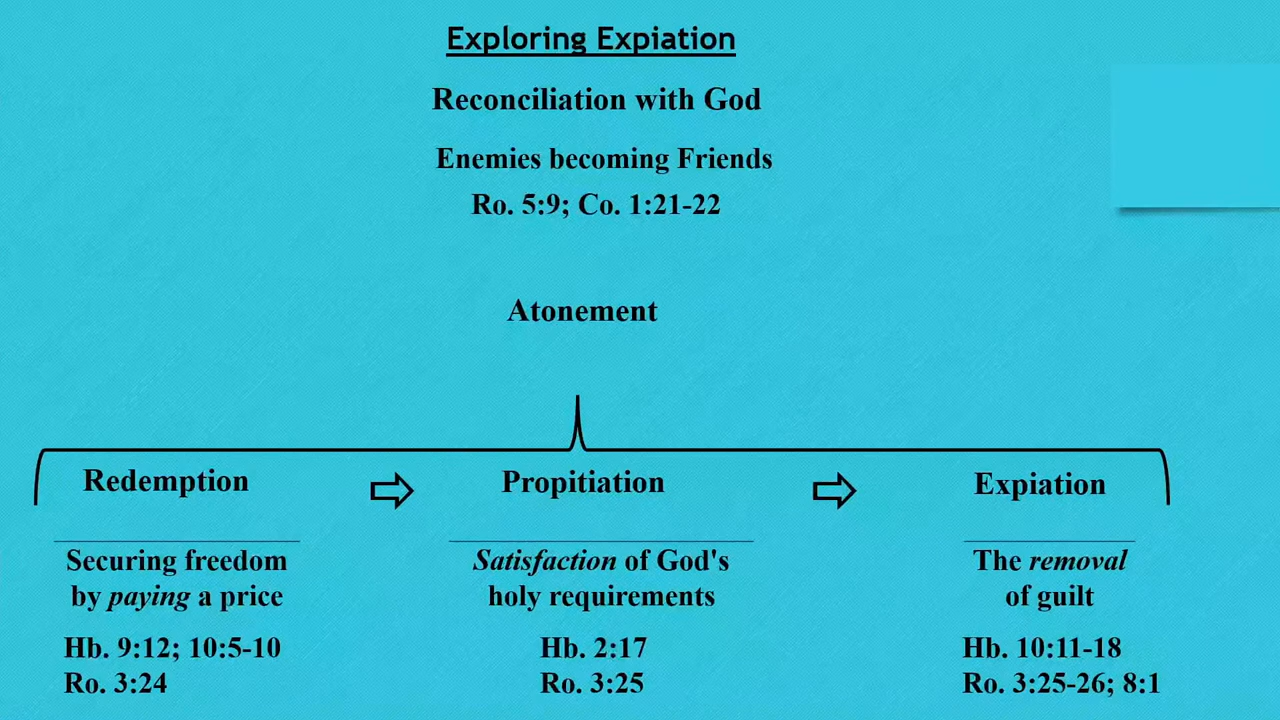 Exploring Expiation
Reconciliation with God
Enemies becoming Friends
Ro. 5:9; Co. 1:21-22
Atonement
Redemption
Securing freedom
by paying a price
Hb. 9:12; 10:5-10
Ro. 3:24
Propitiation
Satisfaction of God's
holy requirements
Hb. 2:17
Ro. 3:25
Expiation
The removal
of guilt
Hb. 10:11-18
Ro. 3:25-26; 8:1